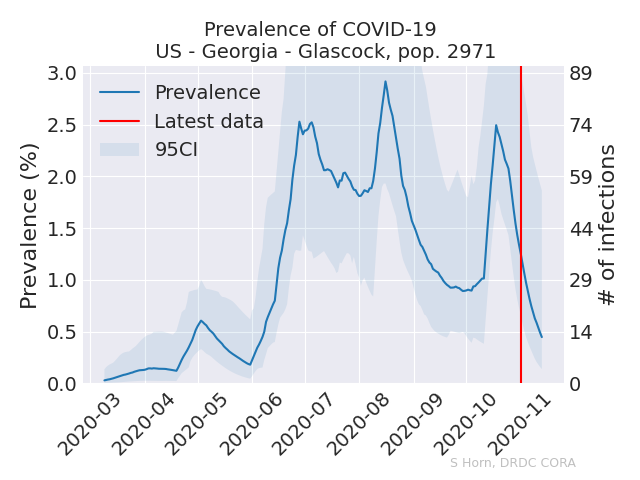 Prevalence of COVID-19
US - Georgia - Glascock, pop. 2971
Prevalence (%)
3.0
2.5
2.0
1.5
1.0
0.5
0.0
Prevalence
Latest data
95CI
89
74
59
44
29
14
0
# of infections
2020-03
2020-04
2020-05
2020-06
2020-07
2020-08
2020-09
2020-10
2020-11
S Horn, DRDC CORA